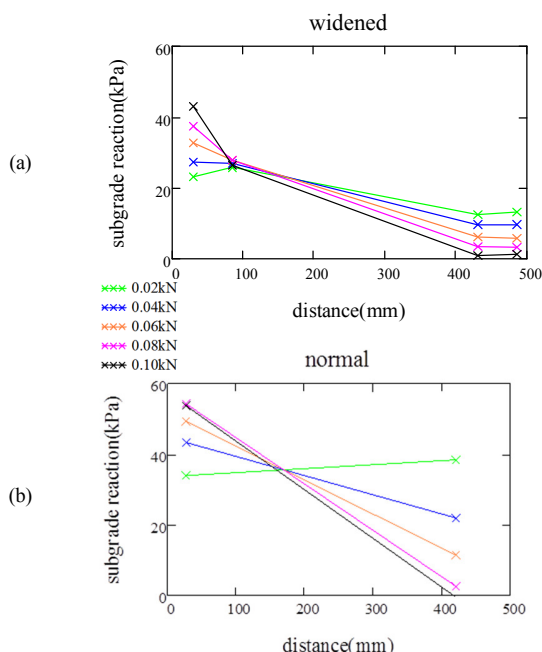 widened
(a)
subgrade reaction(kPa)
60
40
20
0
0 100 200 300 400 500
distance(mm)
0.02kN
0.04kN
0.06kN
0.08kN
0.10kN
normal
(b)
subgrade reaction(kPa)
60
40
20
0
0 100 200 300 400 500
distance(mm)